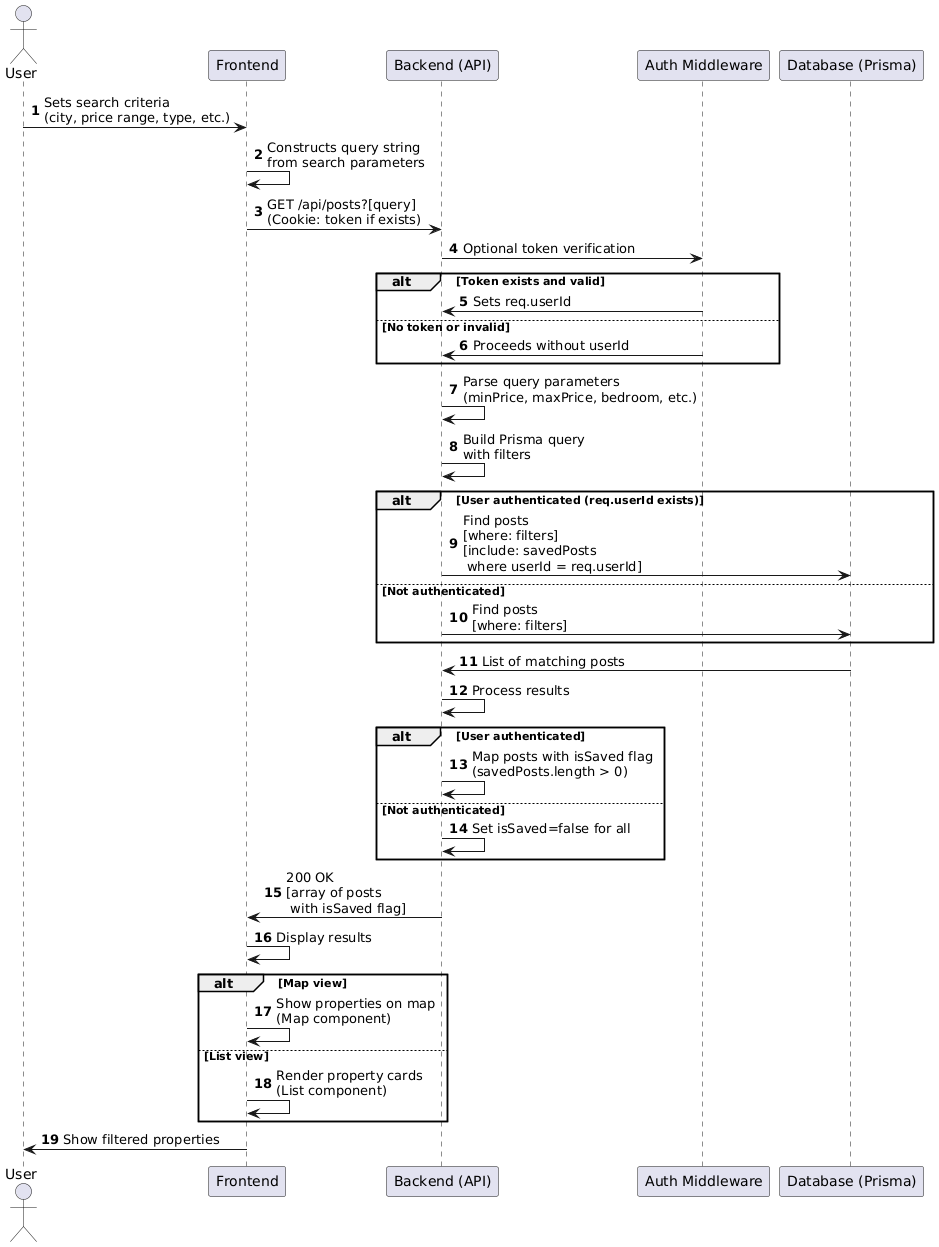 User
Frontend
Backend (API)
Auth Middleware
Database (Prisma)
1 Sets search criteria
(city, price range, type, etc.)
2 Constructs query string
from search parameters
3 GET /api/posts?[query]
(Cookie: token if exists)
4 Optional token verification
alt [Token exists and valid]
5 Sets req.userId
[No token or invalid]
6 Proceeds without userId
7 Parse query parameters
(minPrice, maxPrice, bedroom, etc.)
8 Build Prisma query
with filters
alt [User authenticated (req.userId exists)]
9 Find posts
[where: filters]
[include: savedPosts
where userId = req.userId]
[Not authenticated]
10 Find posts
[where: filters]
11 List of matching posts
12 Process results
alt [User authenticated]
13 Map posts with isSaved flag
(savedPosts.length > 0)
[Not authenticated]
14 Set isSaved=false for all
15 200 OK
[array of posts
with isSaved flag]
16 Display results
alt [Map view]
17 Show properties on map
(Map component)
[List view]
18 Render property cards
(List component)
19 Show filtered properties
User
Frontend
Backend (API)
Auth Middleware
Database (Prisma)